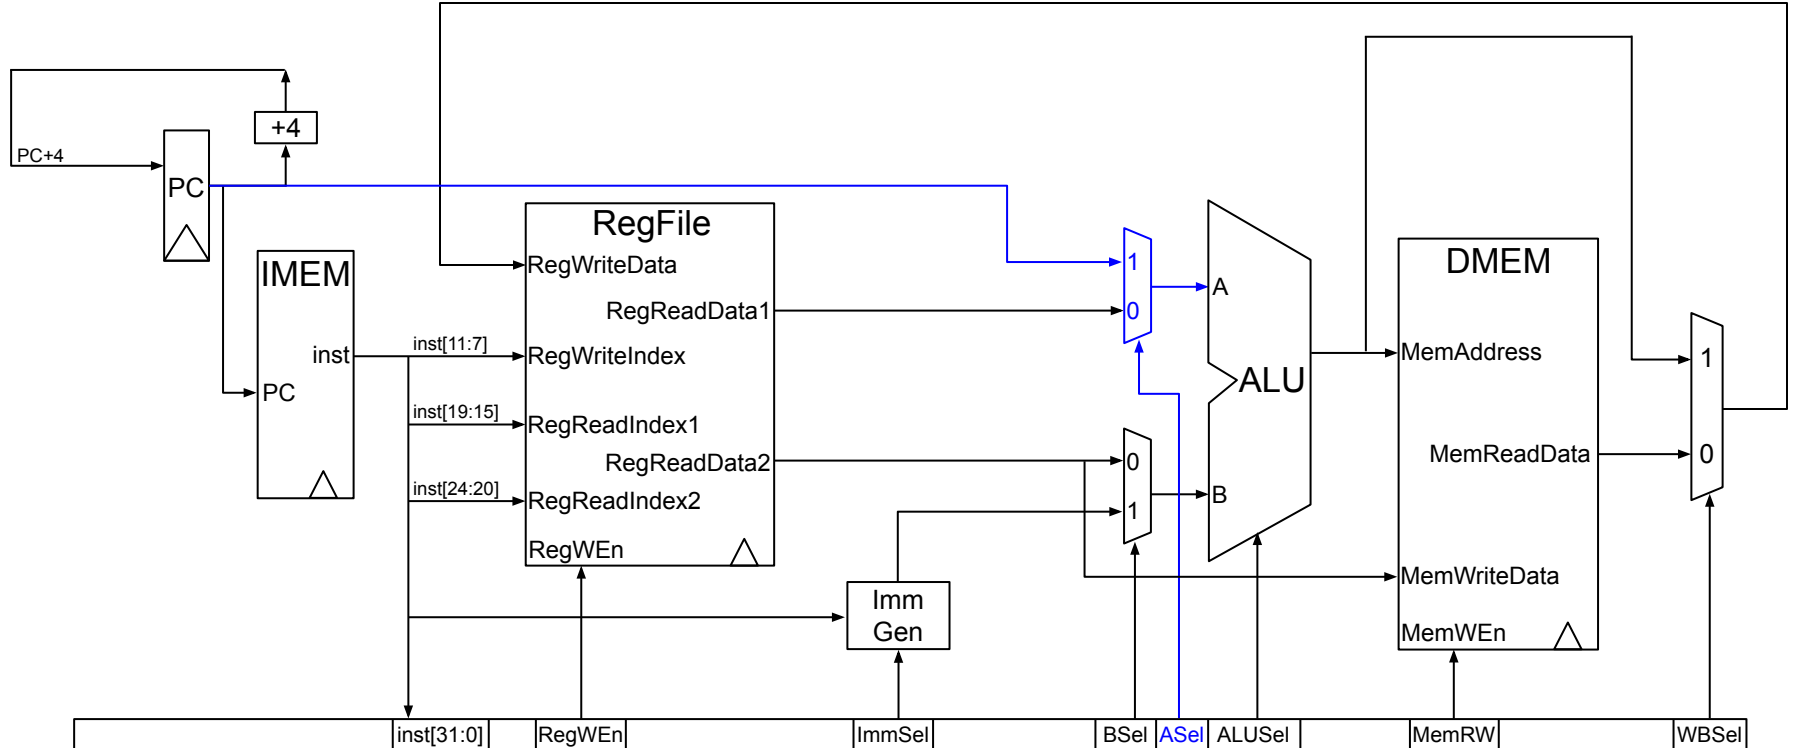 +4
PC+4
PC
IMEM
inst
PC
inst[11:7]
inst[19:15]
inst[24:20]
RegFile
RegWriteData
RegReadData1
RegWriteIndex
RegReadIndex1
RegReadData2
RegReadIndex2
RegWEn
Imm
Gen
1
0
0
1
A
ALU
B
DMEM
MemAddress
MemReadData
MemWriteData
MemWEn
1
0
inst[31:0]
RegWEn
ImmSel
BSel
ASel
ALUSel
MemRW
WBSel